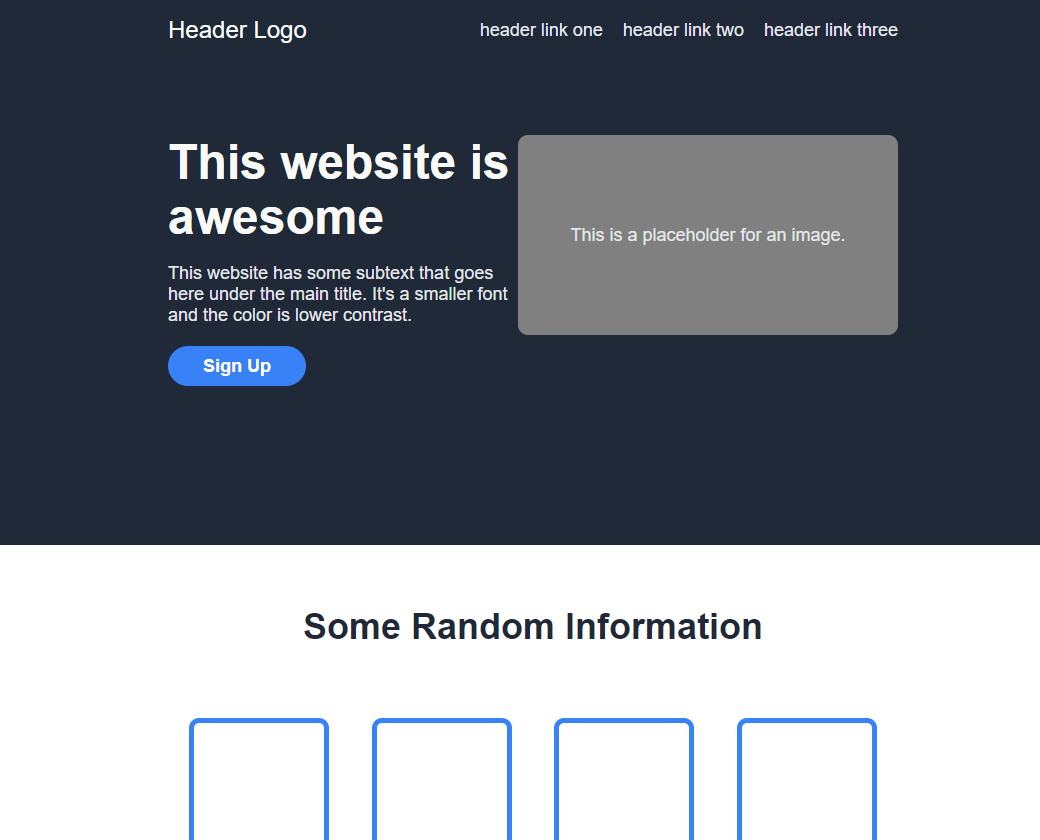 Header Logo
header link one header link two header link three
This website is
awesome
This website has some subtext that goes
here under the main title. It's a smaller font
and the color is lower contrast.
Sign Up
This is a placeholder for an image.
Some Random Information